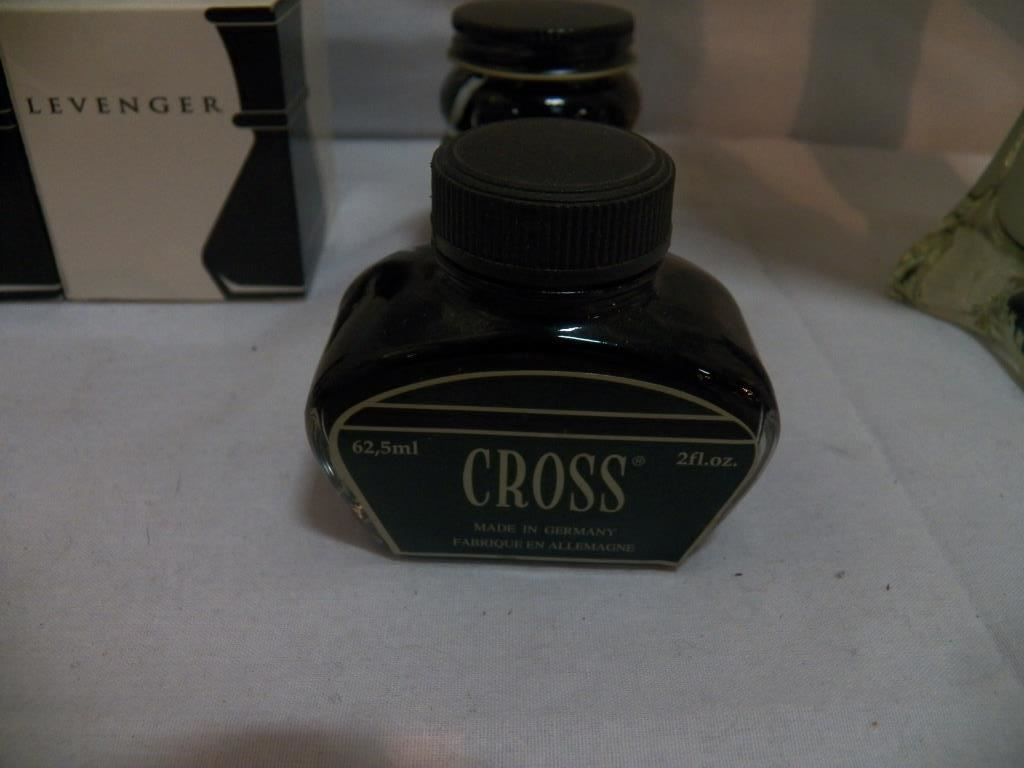 LEVENGER
62,5ml
CROSS®
2fl.oz.
MADE IN GERMANY
FABRIQUE EN ALLEMAGNE